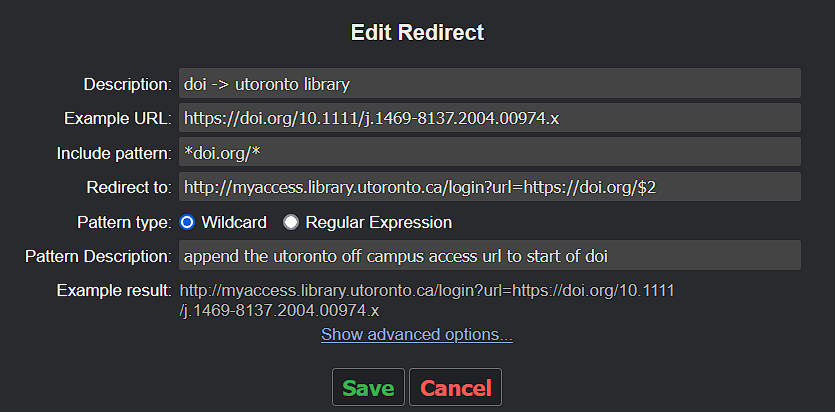 Edit Redirect
Description: doi -> utoronto library
Example URL: https://doi.org/10.1111/j.1469-8137.2004.00974.x
Include pattern: *doi.org/*
Redirect to: http://myaccess.library.utoronto.ca/login?url=https://doi.org/$2
Pattern type: Wildcard Regular Expression
Pattern Description: append the utoronto off campus access url to start of doi
Example result: http://myaccess.library.utoronto.ca/login?url=https://doi.org/10.1111
/j.1469-8137.2004.00974.x
Show advanced options...
Save Cancel